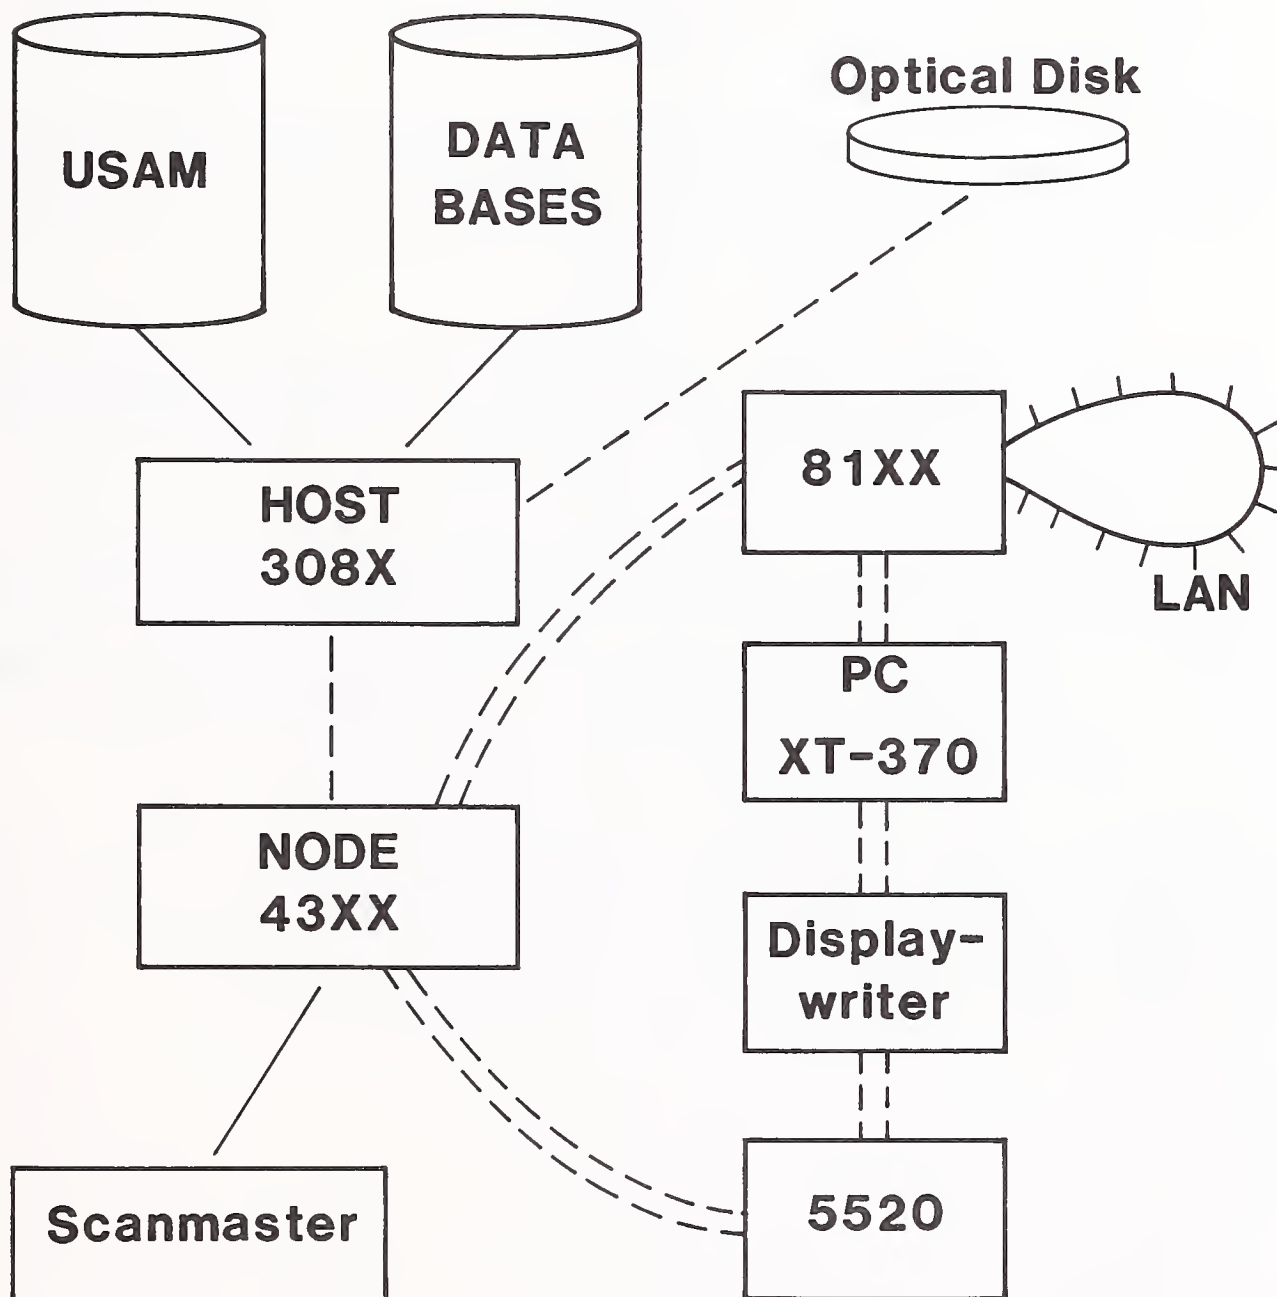 USAM
DATA
BASES
Optical Disk
HOST
308X
81XX
LAN
PC
XT-370
NODE
43XX
Display-
writer
Scanmaster
5520